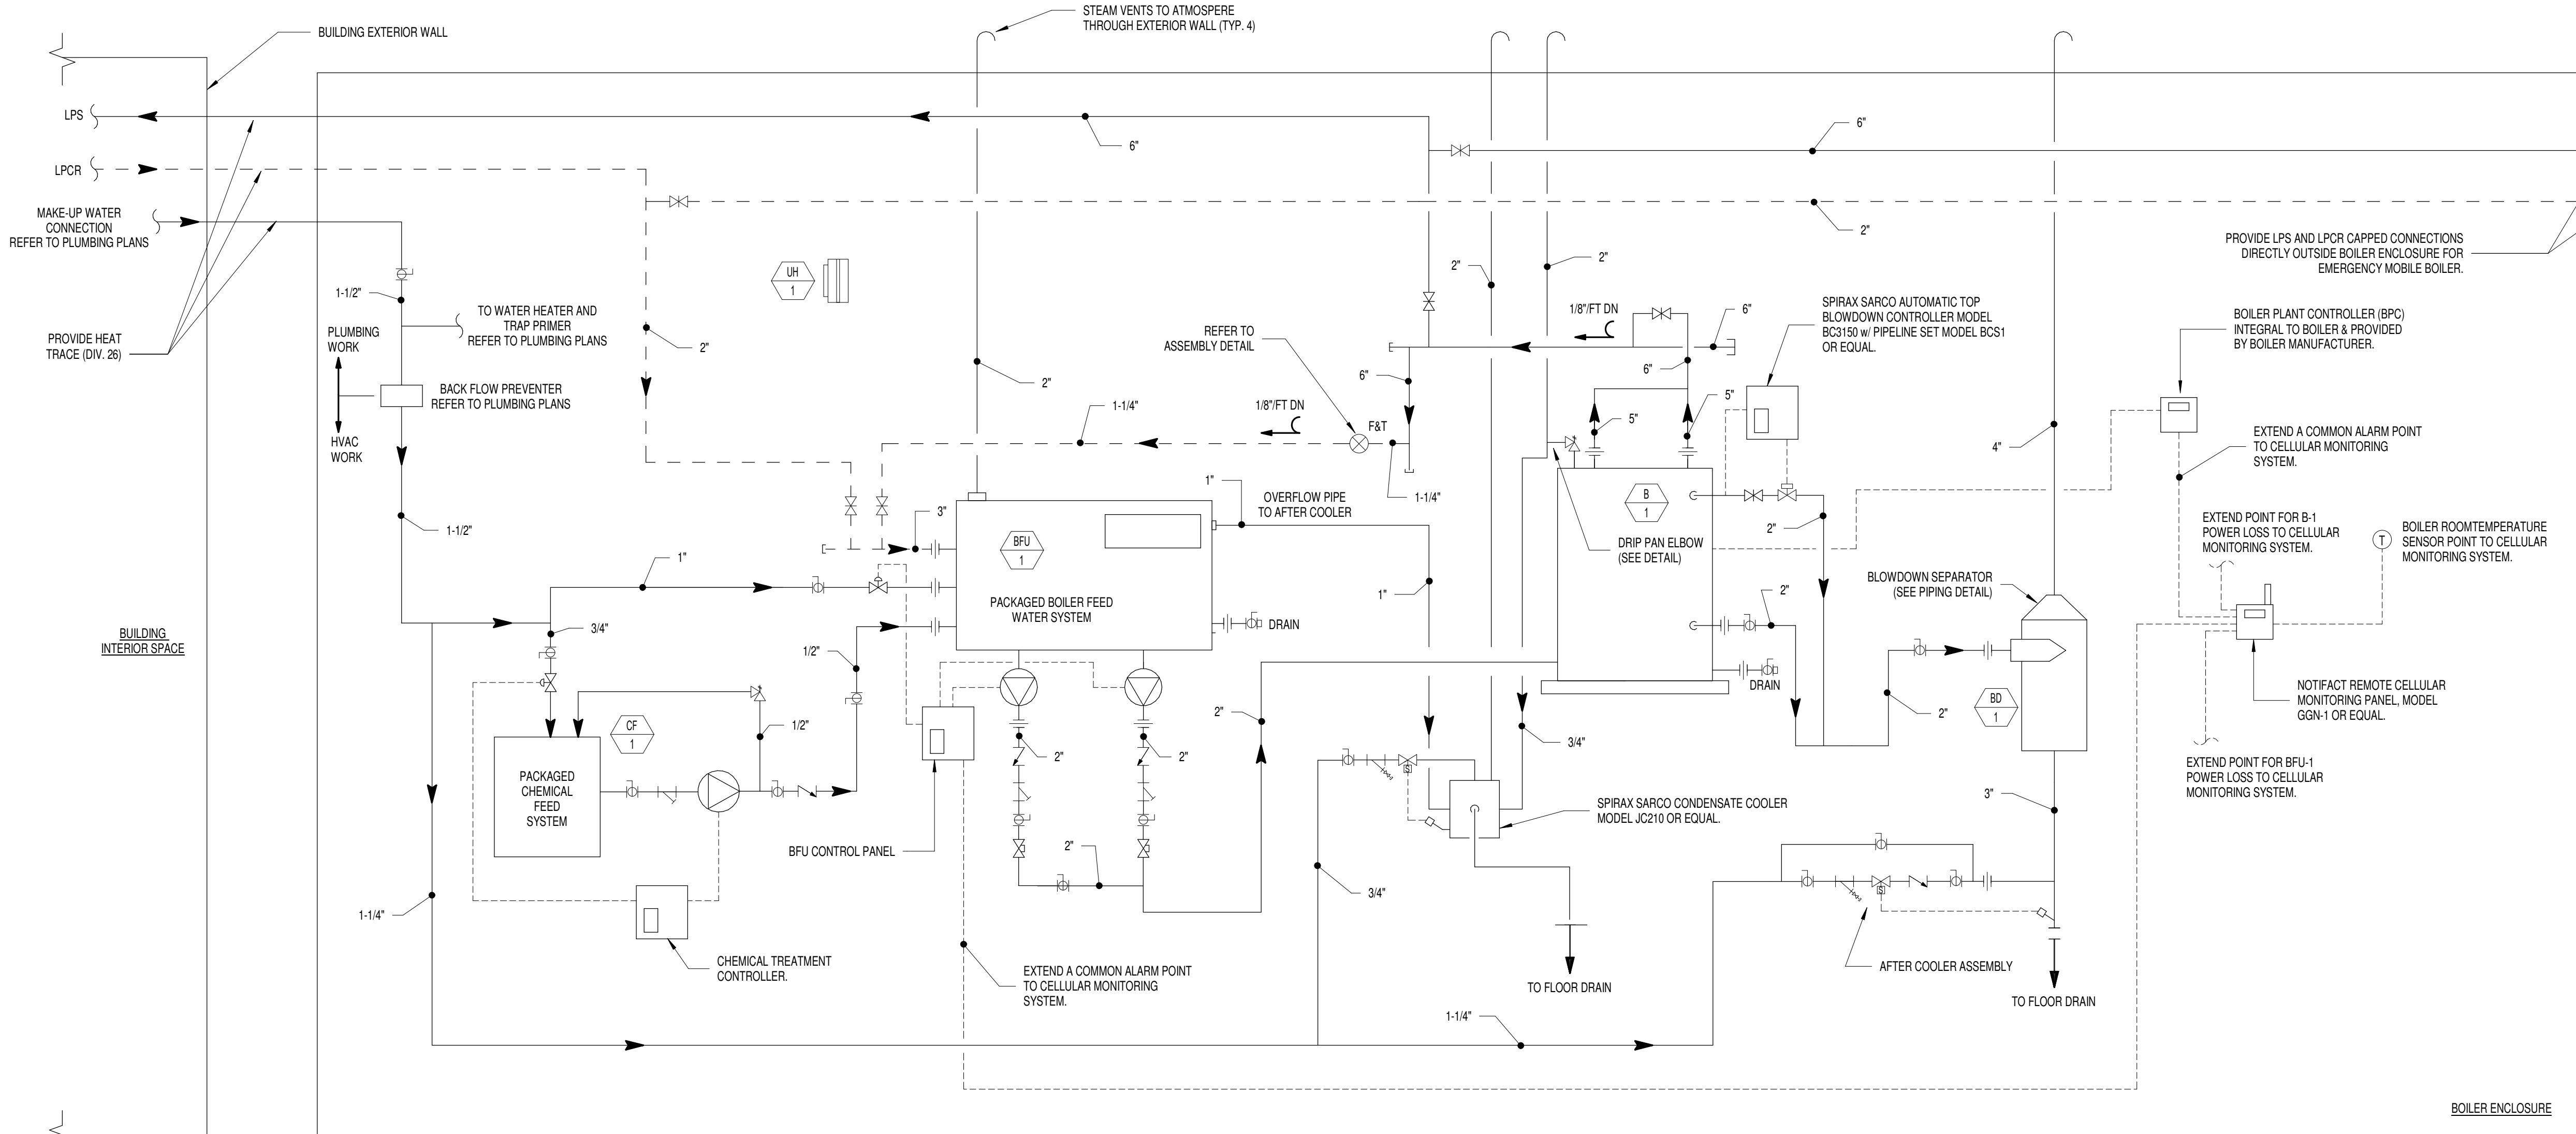 STEAM VENTS TO ATMOSPERE
THROUGH EXTERIOR WALL (TYP. 4)
BUILDING EXTERIOR WALL
LPS
6"
6"
LPCR
MAKE-UP WATER
CONNECTION
REFER TO PLUMBING PLANS
2"
PROVIDE LPS AND LPCR CAPPED CONNECTIONS
DIRECTLY OUTSIDE BOILER ENCLOSURE FOR
EMERGENCY MOBILE BOILER.
UH
1
2"
2"
1-1/2"
TO WATER HEATER AND
TRAP PRIMER
REFER TO PLUMBING PLANS
PLUMBING
WORK
PROVIDE HEAT
TRACE (DIV. 26)
2"
BACK FLOW PREVENTER
REFER TO PLUMBING PLANS
HVAC
WORK
2"
REFER TO
ASSEMBLY DETAIL
1/8"/FT DN
6"
SPIRAX SARCO AUTOMATIC TOP
BLOWDOWN CONTROLLER MODEL
BC3150 w/ PIPELINE SET MODEL BCS1
OR EQUAL.
BOILER PLANT CONTROLLER (BPC)
INTEGRAL TO BOILER & PROVIDED
BY BOILER MANUFACTURER.
6"
6"
5"
5"
1-1/4"
1/8"/FT DN
F&T
1-1/4"
4"
EXTEND A COMMON ALARM POINT
TO CELLULAR MONITORING
SYSTEM.
1-1/2"
3"
1"
OVERFLOW PIPE
TO AFTER COOLER
B
1
2"
DRIP PAN ELBOW
(SEE DETAIL)
EXTEND POINT FOR B-1
POWER LOSS TO CELLULAR
MONITORING SYSTEM.
T
BOILER ROOMTEMPERATURE
SENSOR POINT TO CELLULAR
MONITORING SYSTEM.
BFU
1
1"
PACKAGED BOILER FEED
WATER SYSTEM
DRAIN
1"
2"
BLOWDOWN SEPARATOR
(SEE PIPING DETAIL)
BUILDING
INTERIOR SPACE
3/4"
1/2"
DRAIN
2"
BD
1
NOTIFACT REMOTE CELLULAR
MONITORING PANEL, MODEL
GGN-1 OR EQUAL.
CF
1
1/2"
2"
2"
2"
3/4"
PACKAGED
CHEMICAL
FEED
SYSTEM
S
SPIRAX SARCO CONDENSATE COOLER
MODEL JC210 OR EQUAL.
3"
EXTEND POINT FOR BFU-1
POWER LOSS TO CELLULAR
MONITORING SYSTEM.
BFU CONTROL PANEL
2"
3/4"
S
1-1/4"
CHEMICAL TREATMENT
CONTROLLER.
EXTEND A COMMON ALARM POINT
TO CELLULAR MONITORING
SYSTEM.
TO FLOOR DRAIN
AFTER COOLER ASSEMBLY
TO FLOOR DRAIN
1-1/4"
BOILER ENCLOSURE